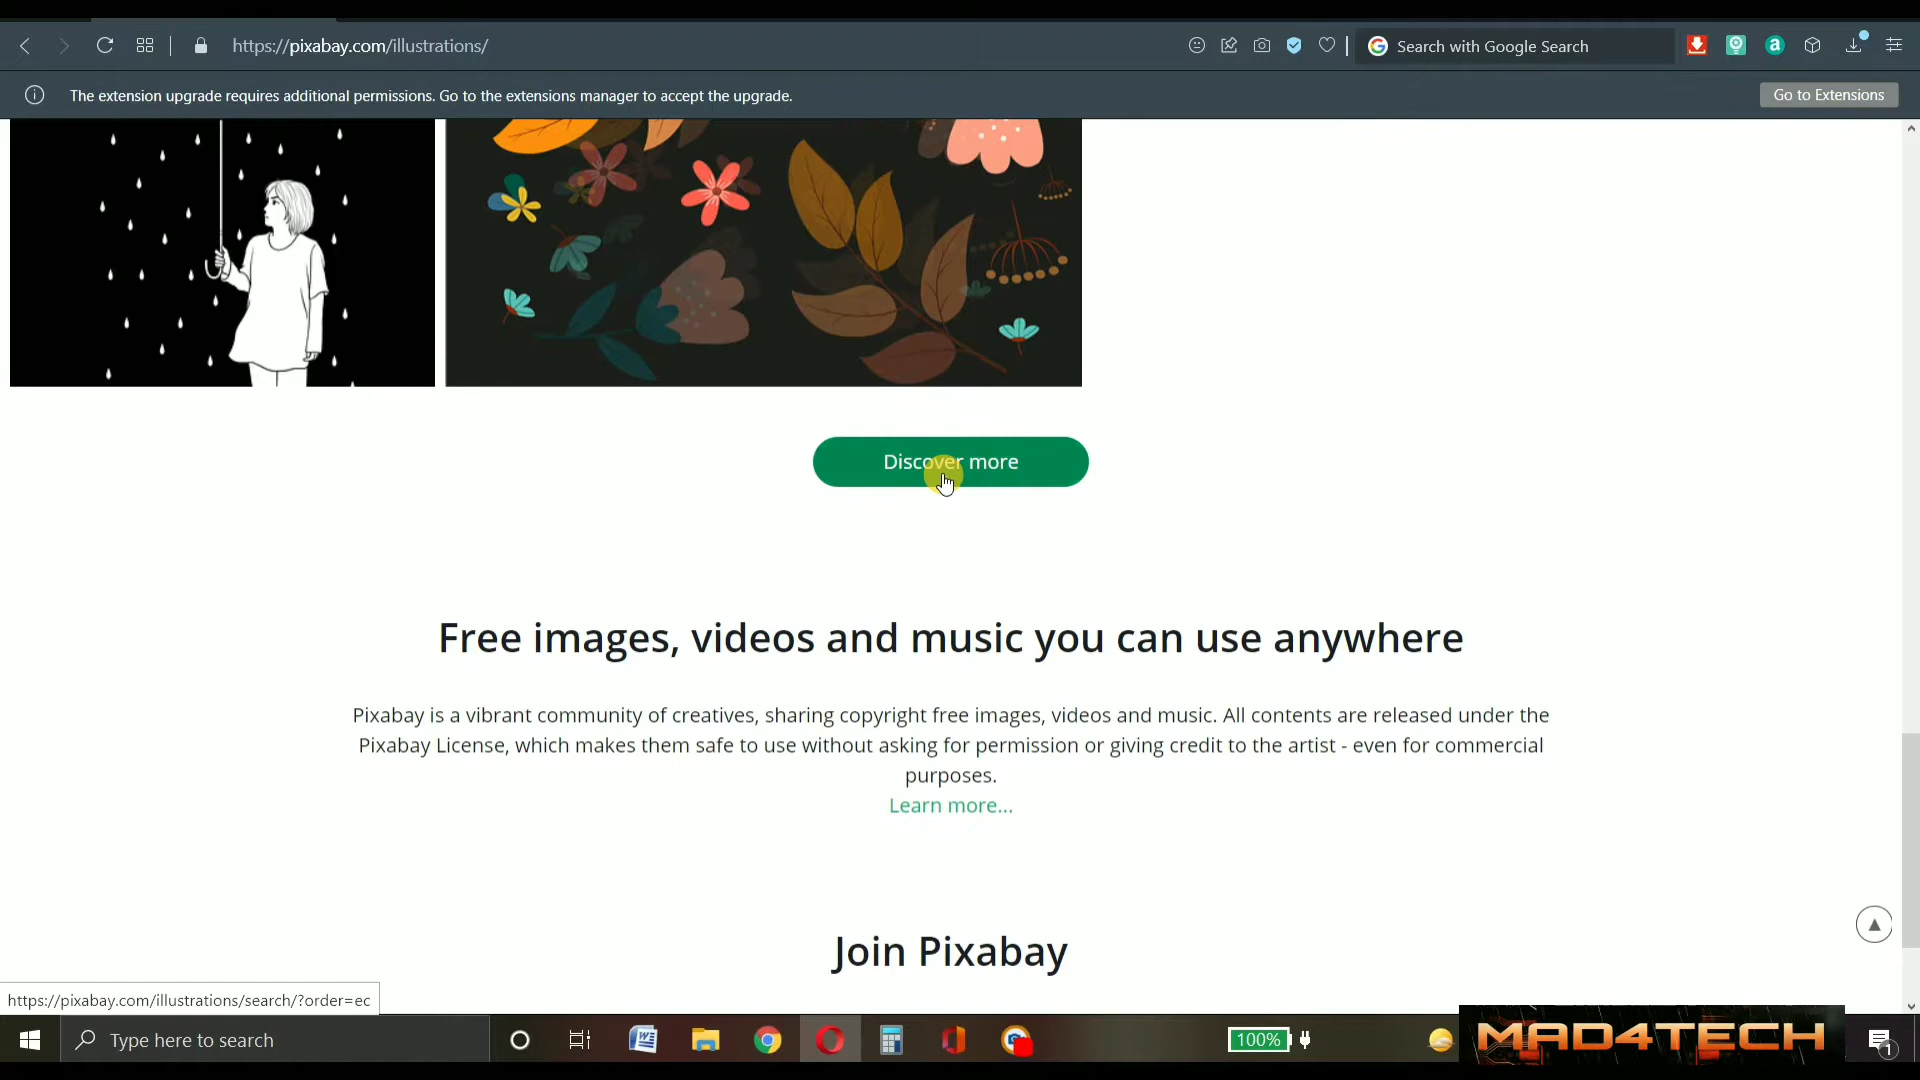 https://pixabay.com/illustrations/
Search with Google Search
The extension upgrade requires additional permissions. Go to the extensions manager to accept the upgrade.
Go to Extensions
Discover more
Free images, videos and music you can use anywhere
Pixabay is a vibrant community of creatives, sharing copyright free images, videos and music. All contents are released under the
Pixabay License, which makes them safe to use without asking for permission or giving credit to the artist - even for commercial
purposes.
Learn more...
Join Pixabay
https://pixabay.com/illustrations/search/?order=ec
Type here to search
100%
MAD4TECH
1